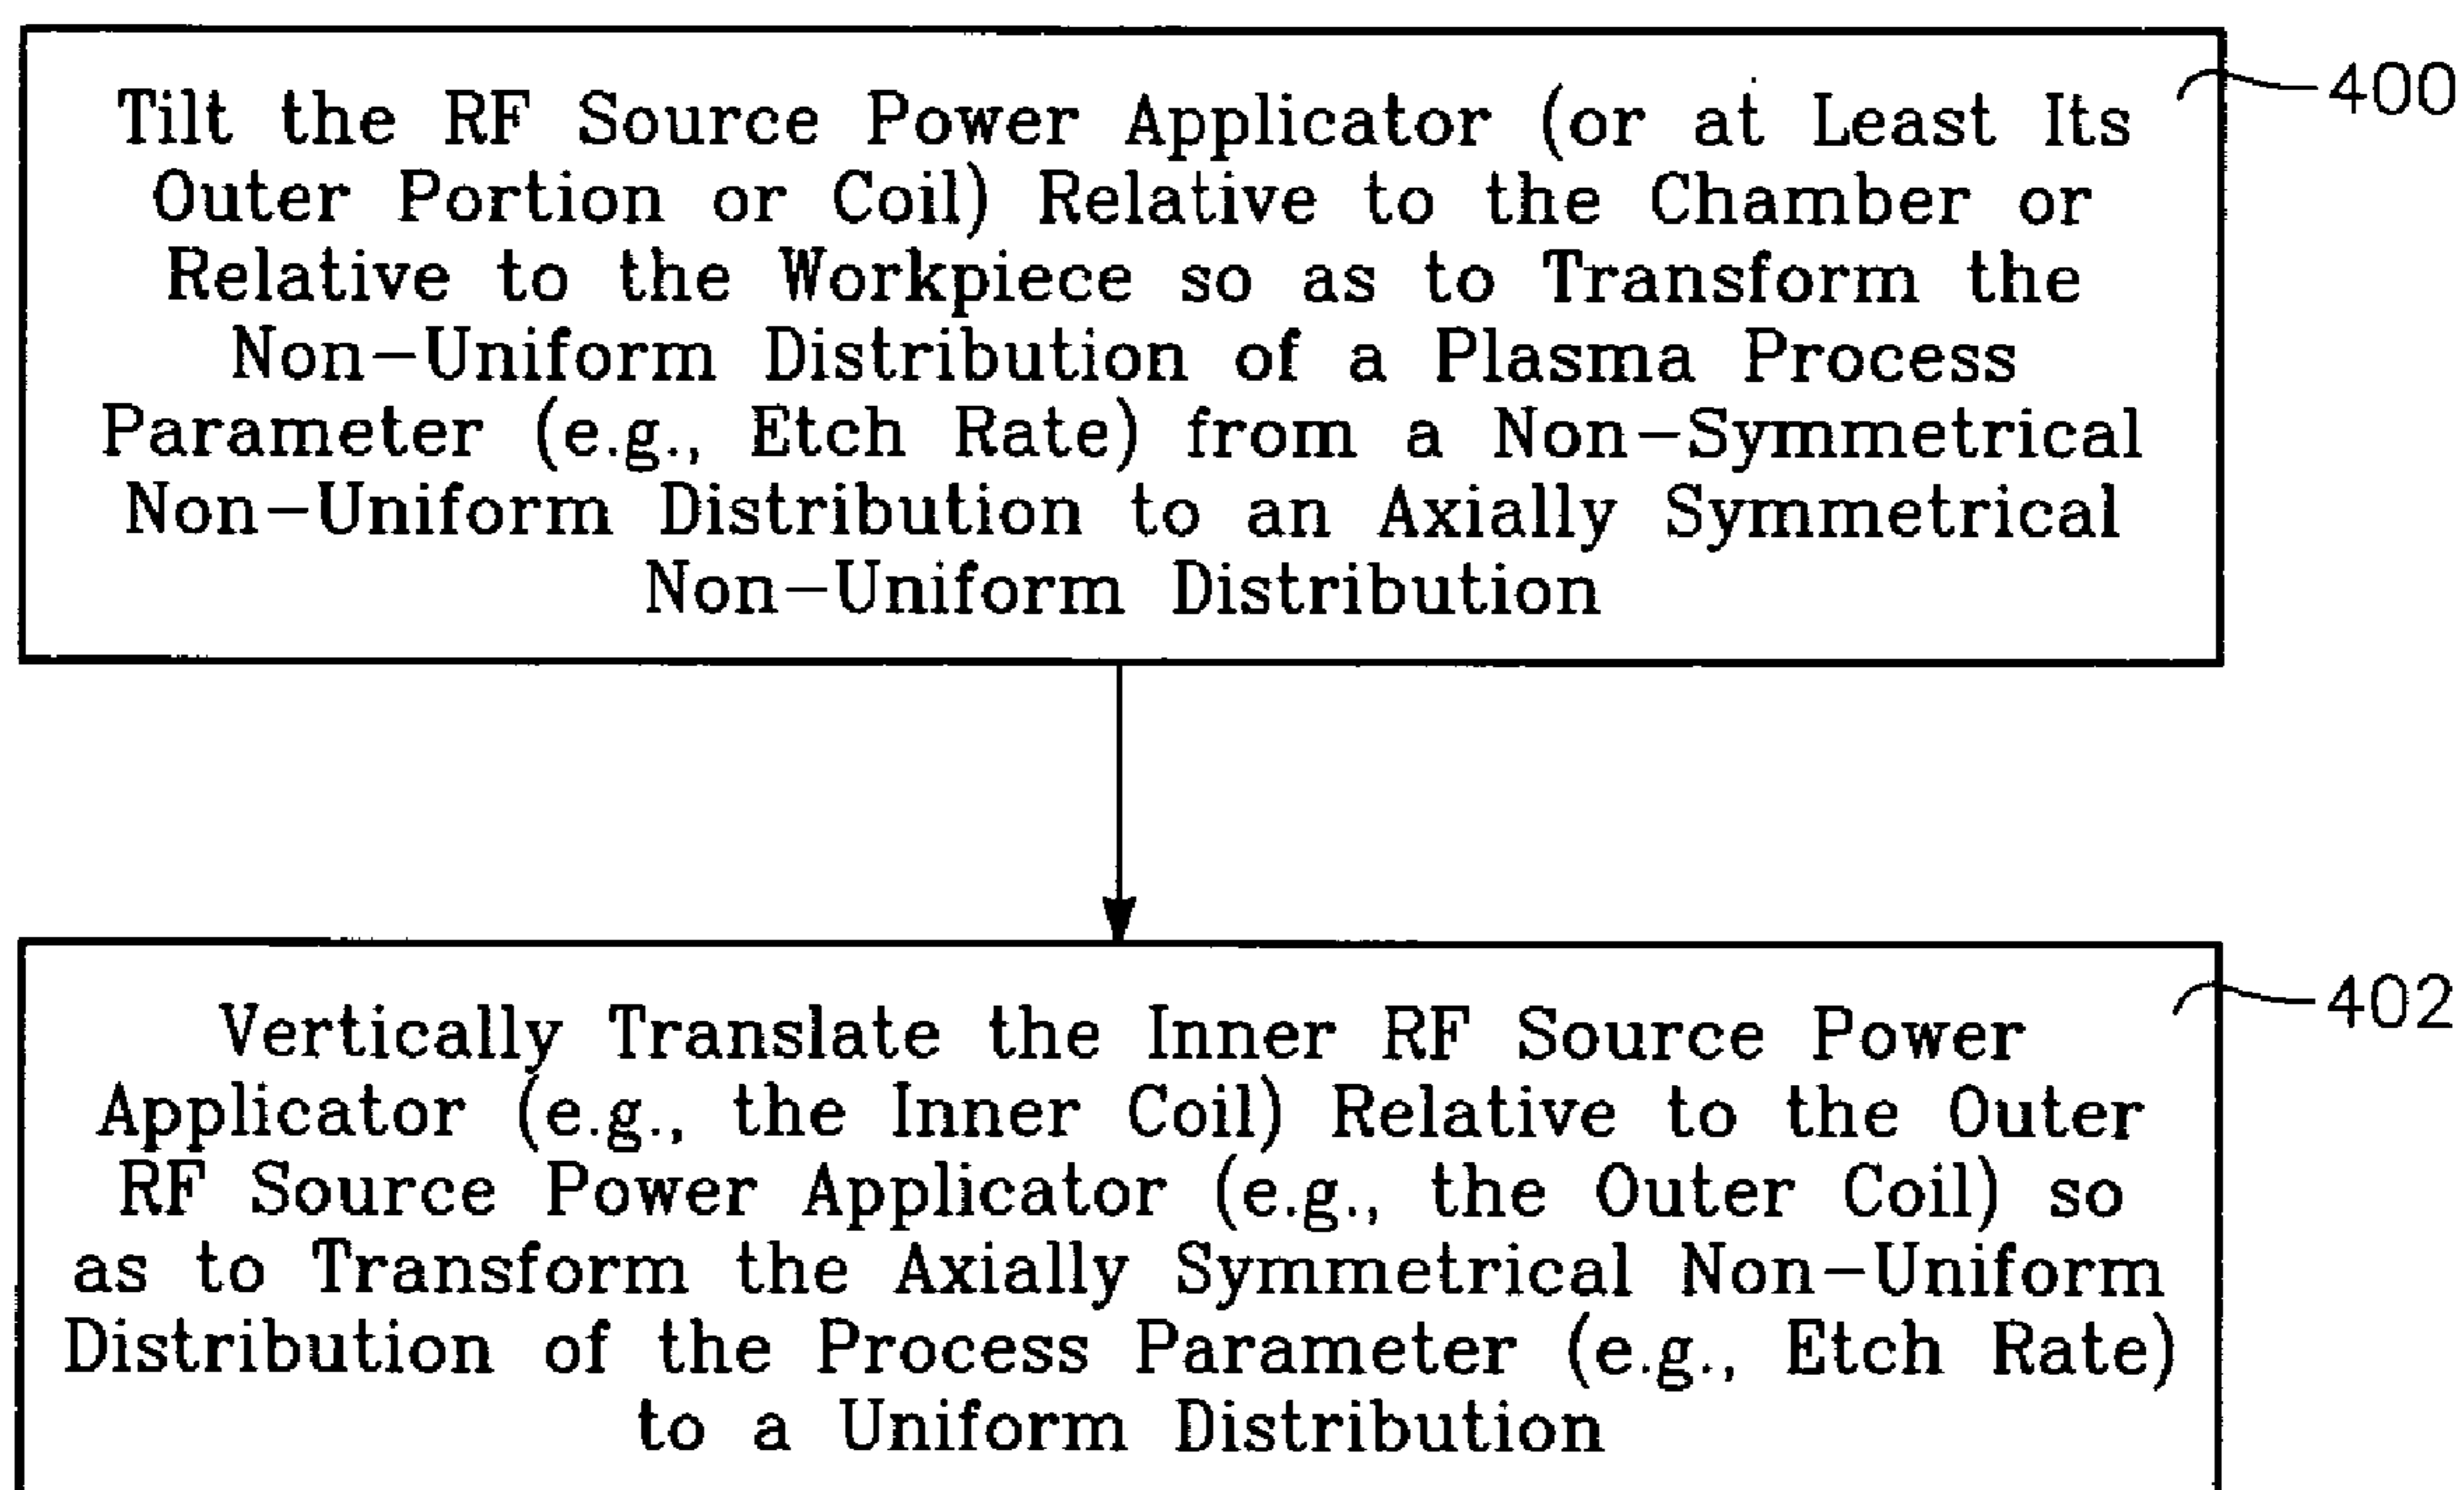 Tilt the RF Source Power Applicator (or at Least Its
Outer Portion or Coil) Relative to the Chamber or
Relative to the Workpiece so as to Transform the
Non-Uniform Distribution of a Plasma Process
Parameter (e.g., Etch Rate) from a Non-Symmetrical
Non-Uniform Distribution to an Axially Symmetrical
Non-Uniform Distribution
400
Vertically Translate the Inner RF Source Power
Applicator (e.g., the Inner Coil) Relative to the Outer
RF Source Power Applicator (e.g., the Outer Coil) so
as to Transform the Axially Symmetrical Non-Uniform
Distribution of the Process Parameter (e.g., Etch Rate)
to a Uniform Distribution
402